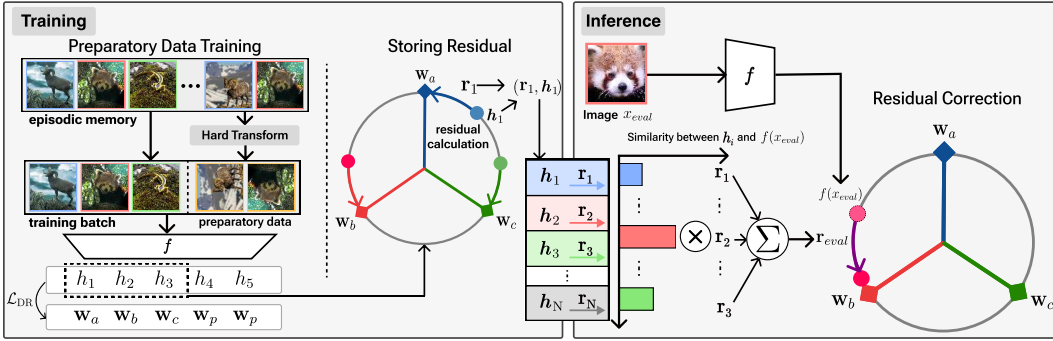 Training
Preparatory Data Training
episodic memory
Hard Transform
training batch
preparatory data
f
h1 h2 h3 h4 h5
ℒDR
wa wb wc wp wp
Storing Residual
wa
r1
(r1, h1)
h1
residual
calculation
wb
wc
h1 r1
h2 r2
h3 r3
⋮
hN rN
Inference
Image xeval
f
Similarity between hi and f(xeval)
r1
⋮
⋮
r2
⋮
⋮
r3
∑
reval
Residual Correction
wa
f(xeval)
wb
wc